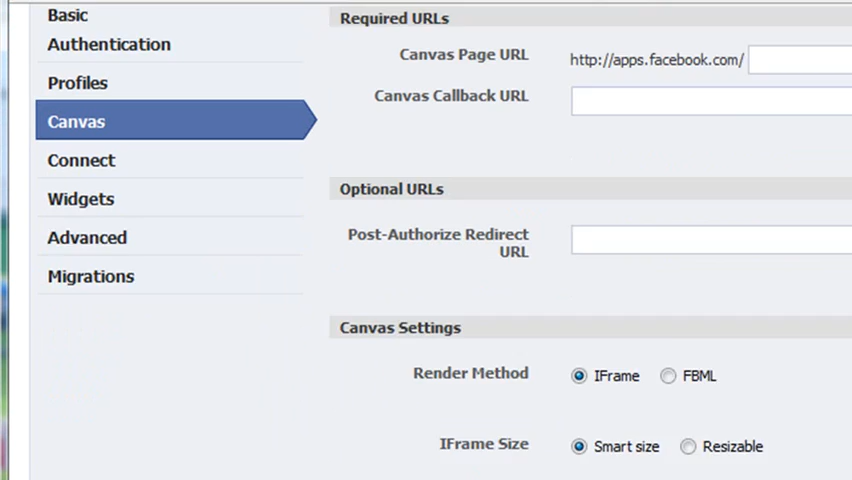 Basic
Authentication
Profiles
Canvas
Connect
Widgets
Advanced
Migrations
Required URLs
Canvas Page URL http://apps.facebook.com/
Canvas Callback URL
Optional URLs
Post-Authorize Redirect
URL
Canvas Settings
Render Method IFrame FBML
IFrame Size Smart size Resizable